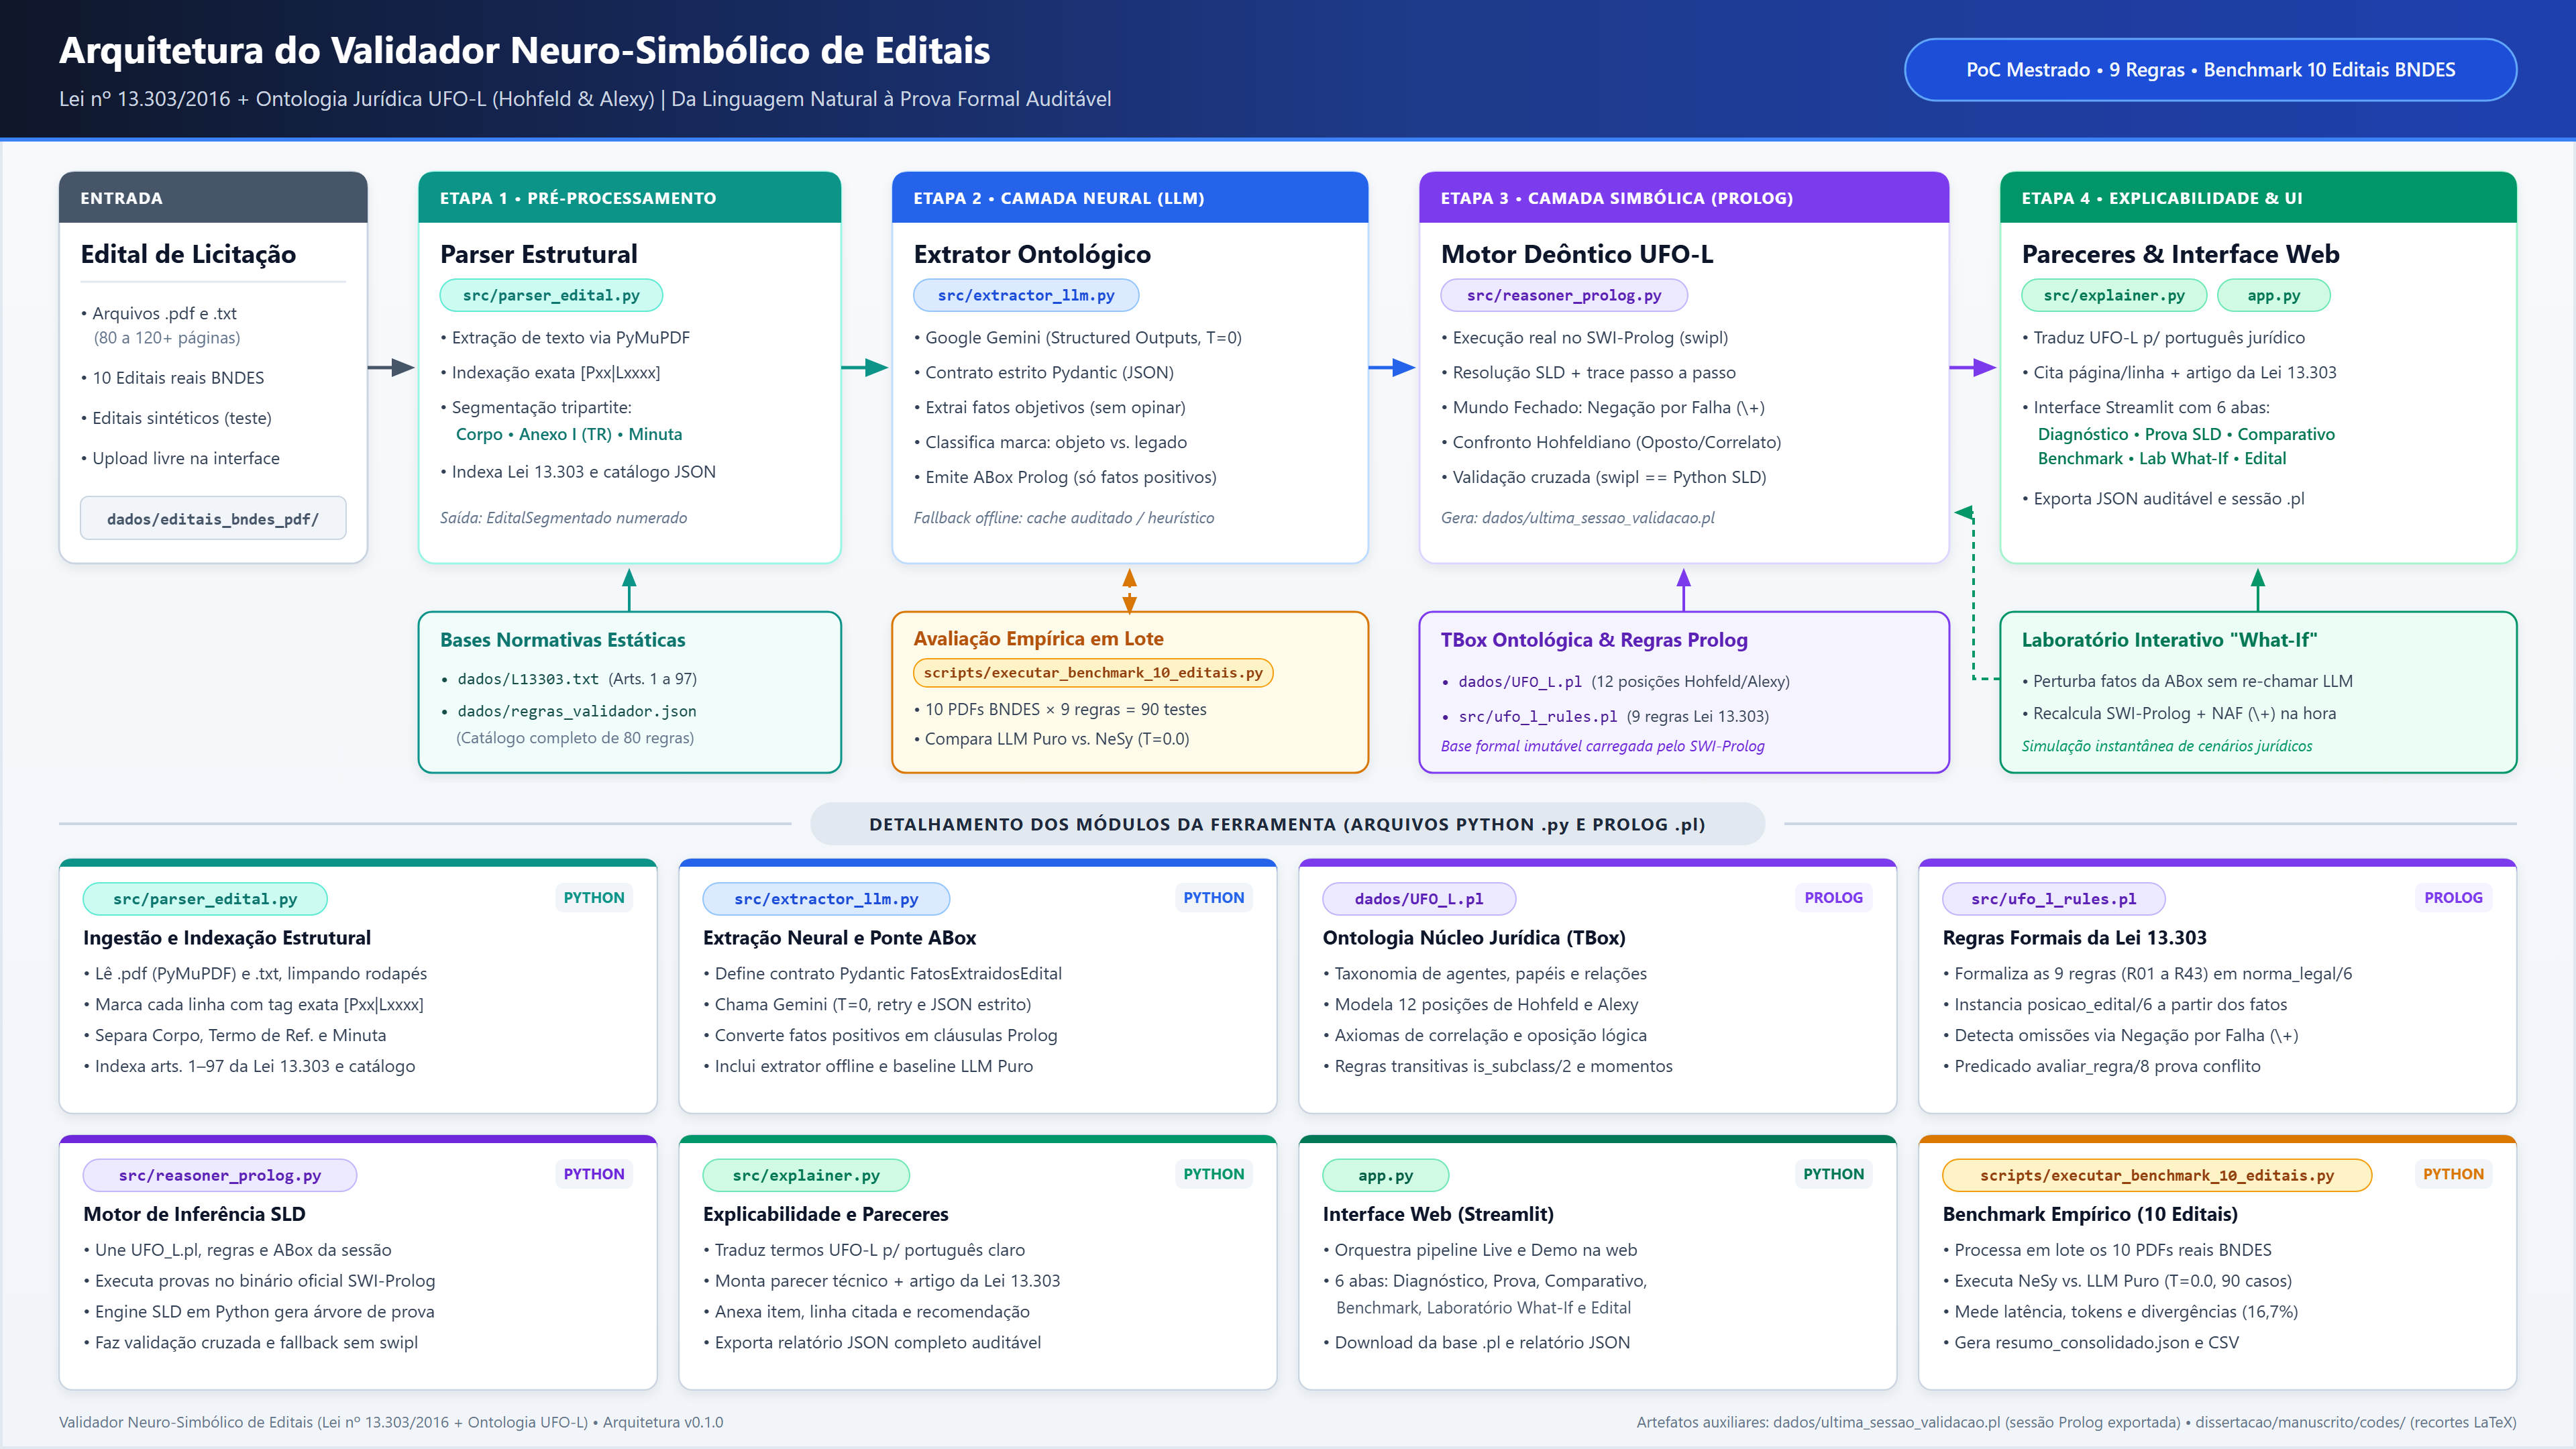 Arquitetura do Validador Neuro-Simbólico de Editais
Lei nº 13.303/2016 + Ontologia Jurídica UFO-L (Hohfeld & Alexy) | Da Linguagem Natural à Prova Formal Auditável
PoC Mestrado • 9 Regras • Benchmark 10 Editais BNDES
ENTRADA
Edital de Licitação
• Arquivos .pdf e .txt
(80 a 120+ páginas)
• 10 Editais reais BNDES
• Editais sintéticos (teste)
• Upload livre na interface
dados/editais_bndes_pdf/
ETAPA 1 • PRÉ-PROCESSAMENTO
Parser Estrutural
src/parser_edital.py
• Extração de texto via PyMuPDF
• Indexação exata [Pxx|Lxxxx]
• Segmentação tripartite:
Corpo • Anexo I (TR) • Minuta
• Indexa Lei 13.303 e catálogo JSON
Saída: EditalSegmentado numerado
ETAPA 2 • CAMADA NEURAL (LLM)
Extrator Ontológico
src/extractor_llm.py
• Google Gemini (Structured Outputs, T=0)
• Contrato estrito Pydantic (JSON)
• Extrai fatos objetivos (sem opinar)
• Classifica marca: objeto vs. legado
• Emite ABox Prolog (só fatos positivos)
Fallback offline: cache auditado / heurístico
ETAPA 3 • CAMADA SIMBÓLICA (PROLOG)
Motor Deôntico UFO-L
src/reasoner_prolog.py
• Execução real no SWI-Prolog (swipl)
• Resolução SLD + trace passo a passo
• Mundo Fechado: Negação por Falha (\+)
• Confronto Hohfeldiano (Oposto/Correlato)
• Validação cruzada (swipl == Python SLD)
Gera: dados/ultima_sessao_validacao.pl
ETAPA 4 • EXPLICABILIDADE & UI
Pareceres & Interface Web
src/explainer.py
app.py
• Traduz UFO-L p/ português jurídico
• Cita página/linha + artigo da Lei 13.303
• Interface Streamlit com 6 abas:
Diagnóstico • Prova SLD • Comparativo
Benchmark • Lab What-If • Edital
• Exporta JSON auditável e sessão .pl
Bases Normativas Estáticas
• dados/L13303.txt (Arts. 1 a 97)
• dados/regras_validador.json
(Catálogo completo de 80 regras)
Avaliação Empírica em Lote
scripts/executar_benchmark_10_editais.py
• 10 PDFs BNDES × 9 regras = 90 testes
• Compara LLM Puro vs. NeSy (T=0.0)
TBox Ontológica & Regras Prolog
• dados/UFO_L.pl (12 posições Hohfeld/Alexy)
• src/ufo_l_rules.pl (9 regras Lei 13.303)
Base formal imutável carregada pelo SWI-Prolog
Laboratório Interativo "What-If"
• Perturba fatos da ABox sem re-chamar LLM
• Recalcula SWI-Prolog + NAF (\+) na hora
Simulação instantânea de cenários jurídicos
DETALHAMENTO DOS MÓDULOS DA FERRAMENTA (ARQUIVOS PYTHON .py E PROLOG .pl)
src/parser_edital.py
PYTHON
Ingestão e Indexação Estrutural
• Lê .pdf (PyMuPDF) e .txt, limpando rodapés
• Marca cada linha com tag exata [Pxx|Lxxxx]
• Separa Corpo, Termo de Ref. e Minuta
• Indexa arts. 1–97 da Lei 13.303 e catálogo
src/extractor_llm.py
PYTHON
Extração Neural e Ponte ABox
• Define contrato Pydantic FatosExtraidosEdital
• Chama Gemini (T=0, retry e JSON estrito)
• Converte fatos positivos em cláusulas Prolog
• Inclui extrator offline e baseline LLM Puro
dados/UFO_L.pl
PROLOG
Ontologia Núcleo Jurídica (TBox)
• Taxonomia de agentes, papéis e relações
• Modela 12 posições de Hohfeld e Alexy
• Axiomas de correlação e oposição lógica
• Regras transitivas is_subclass/2 e momentos
src/ufo_l_rules.pl
PROLOG
Regras Formais da Lei 13.303
• Formaliza as 9 regras (R01 a R43) em norma_legal/6
• Instancia posicao_edital/6 a partir dos fatos
• Detecta omissões via Negação por Falha (\+)
• Predicado avaliar_regra/8 prova conflito
src/reasoner_prolog.py
PYTHON
Motor de Inferência SLD
• Une UFO_L.pl, regras e ABox da sessão
• Executa provas no binário oficial SWI-Prolog
• Engine SLD em Python gera árvore de prova
• Faz validação cruzada e fallback sem swipl
src/explainer.py
PYTHON
Explicabilidade e Pareceres
• Traduz termos UFO-L p/ português claro
• Monta parecer técnico + artigo da Lei 13.303
• Anexa item, linha citada e recomendação
• Exporta relatório JSON completo auditável
app.py
PYTHON
Interface Web (Streamlit)
• Orquestra pipeline Live e Demo na web
• 6 abas: Diagnóstico, Prova, Comparativo,
Benchmark, Laboratório What-If e Edital
• Download da base .pl e relatório JSON
scripts/executar_benchmark_10_editais.py
PYTHON
Benchmark Empírico (10 Editais)
• Processa em lote os 10 PDFs reais BNDES
• Executa NeSy vs. LLM Puro (T=0.0, 90 casos)
• Mede latência, tokens e divergências (16,7%)
• Gera resumo_consolidado.json e CSV
Validador Neuro-Simbólico de Editais (Lei nº 13.303/2016 + Ontologia UFO-L) • Arquitetura v0.1.0
Artefatos auxiliares: dados/ultima_sessao_validacao.pl (sessão Prolog exportada) • dissertacao/manuscrito/codes/ (recortes LaTeX)